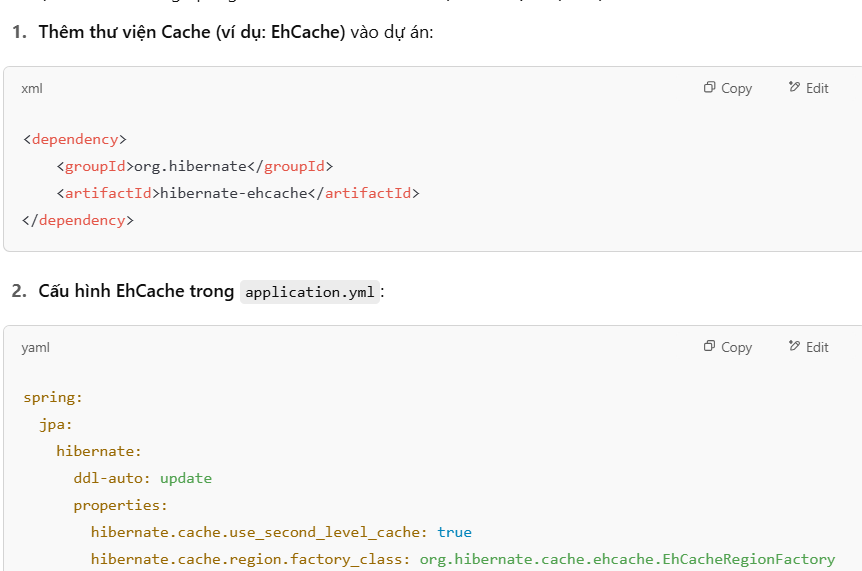 1. Thêm thư viện Cache (ví dụ: EhCache) vào dự án:
xml
Copy
Edit
<dependency>
    <groupId>org.hibernate</groupId>
    <artifactId>hibernate-ehcache</artifactId>
</dependency>
2. Cấu hình EhCache trong application.yml:
yaml
Copy
Edit
spring:
  jpa:
    hibernate:
      ddl-auto: update
      properties:
        hibernate.cache.use_second_level_cache: true
        hibernate.cache.region.factory_class: org.hibernate.cache.ehcache.EhCacheRegionFactory